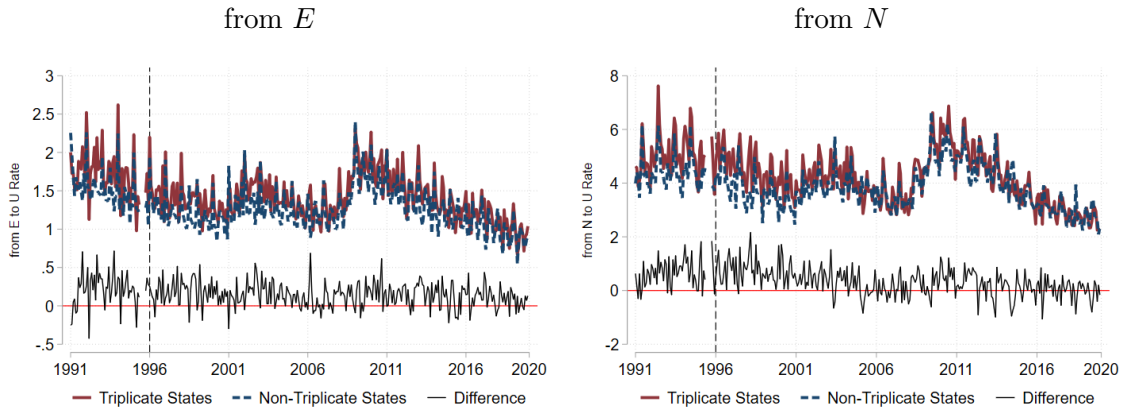 from E
from E to U Rate
3
2.5
2
1.5
1
.5
0
-.5
1991 1996 2001 2006 2011 2016 2020
Triplicate States Non-Triplicate States Difference
from N
from N to U Rate
8
6
4
2
0
-2
1991 1996 2001 2006 2011 2016 2020
Triplicate States Non-Triplicate States Difference